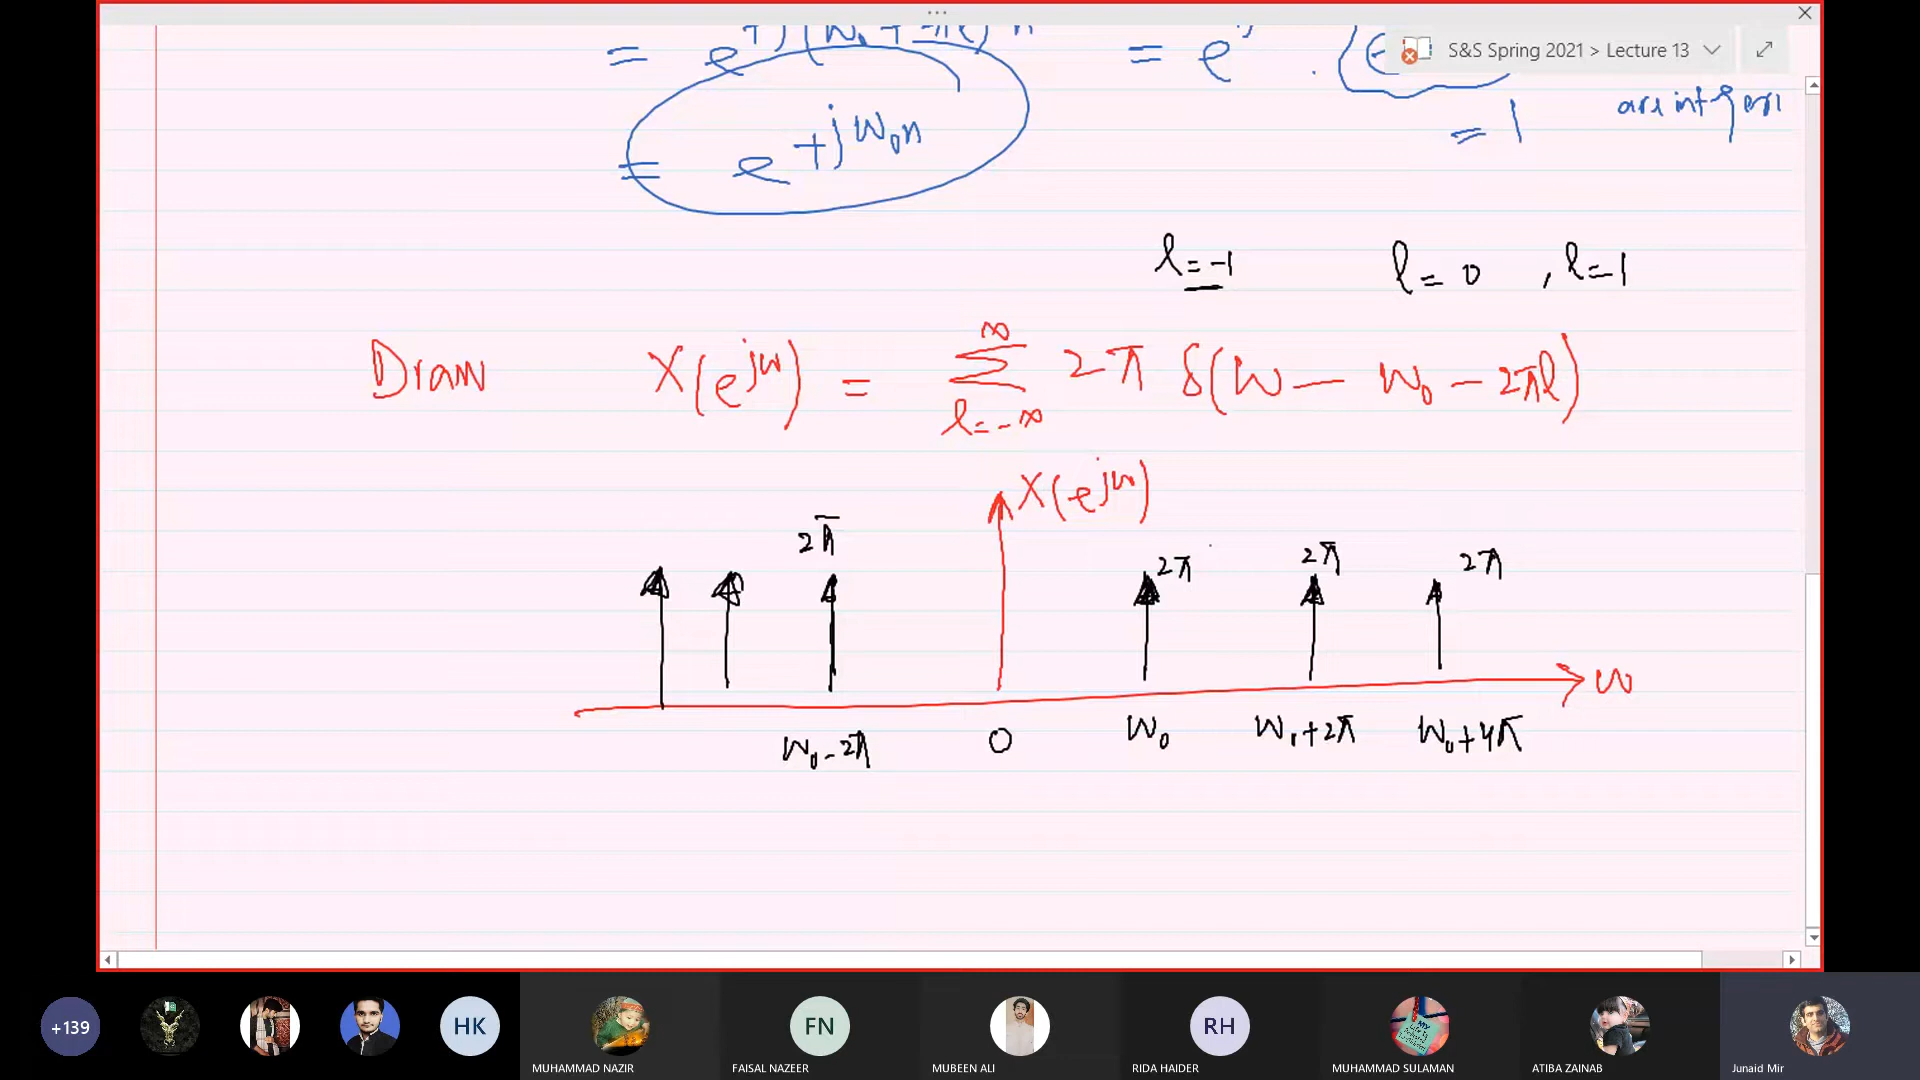 S&S Spring 2021 > Lecture 13
are integers
= 1
= e^{+jω₀n}
l = -1 l = 0 , l = 1
Draw X(e^{jω}) = ∑_{l=-∞}^{∞} 2π δ(ω - ω₀ - 2πl)
X(e^{jω})
2π 2π 2π 2π
ω
ω₀-2π 0 ω₀ ω₀+2π ω₀+4π
+139 HK FN RH
MY
MUHAMMAD NAZIR FAISAL NAZEER MUBEEN ALI RIDA HAIDER MUHAMMAD SULAMAN ATIBA ZAINAB Junaid Mir